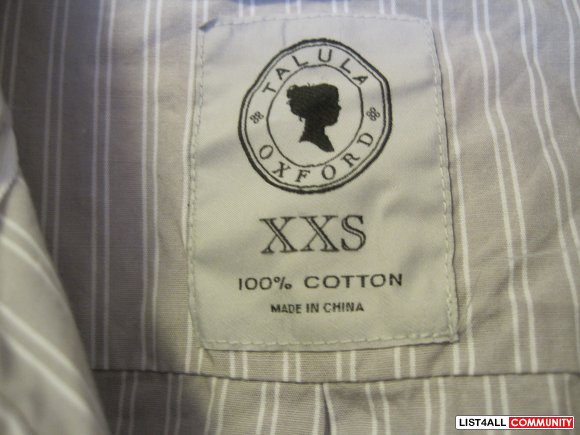 TALULA
OXFORD
XXS
100% COTTON
MADE IN CHINA
LIST4ALL COMMUNITY